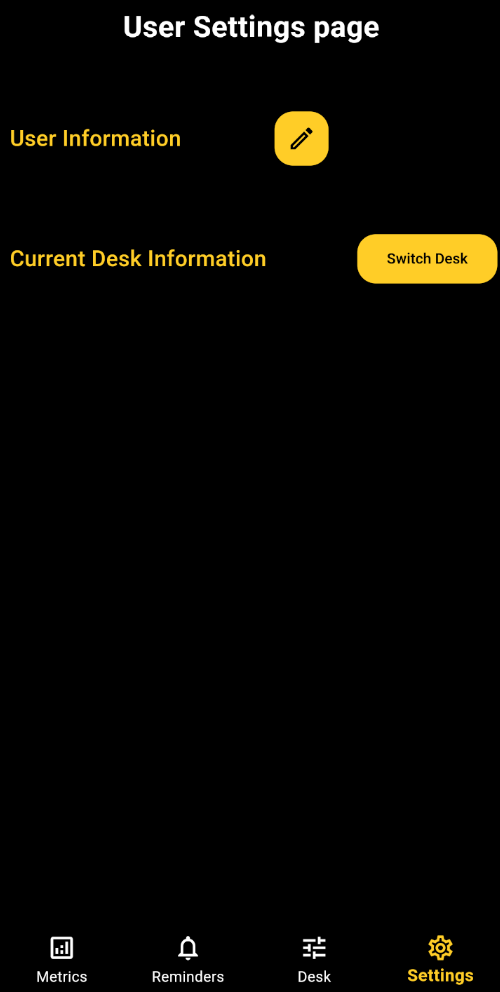 User Settings page
User Information
Current Desk Information
Switch Desk
Metrics
Reminders
Desk
Settings